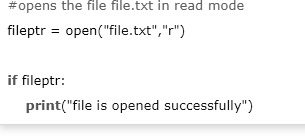 #opens the file file.txt in read mode
fileptr = open("file.txt","r")
if fileptr:
    print("file is opened successfully")